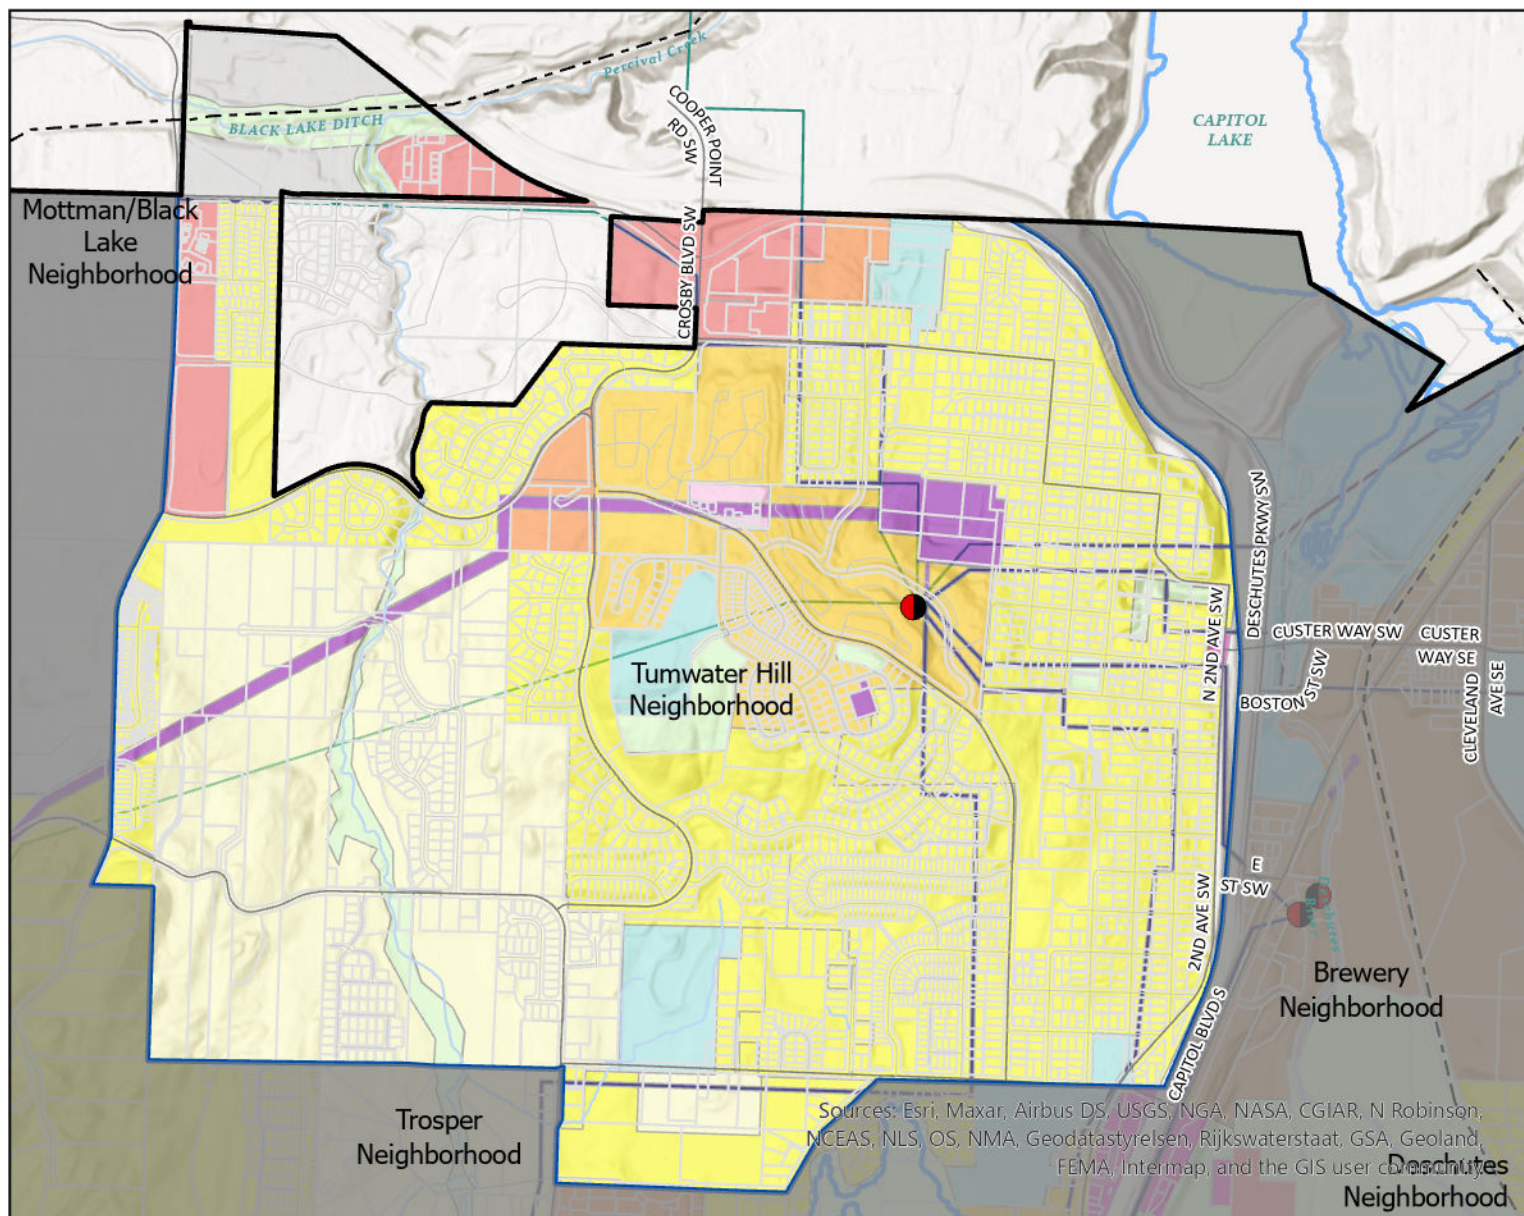 Percival Creek
BLACK LAKE DITCH
COOPER POINT
RD SW
CAPITOL
LAKE
Mottman/Black
Lake
Neighborhood
CROSBY BLVD SW
DESCHUTES PKWY SW
N 2ND AVE SW
CUSTER WAY SW
CUSTER
WAY SE
BOSTON
ST SW
CLEVELAND
AVE SE
Tumwater Hill
Neighborhood
E
ST SW
2ND AVE SW
Deschutes
River
Brewery
Neighborhood
CAPITOL BLVD S
Trosper
Neighborhood
Sources: Esri, Maxar, Airbus DS, USGS, NGA, NASA, CGIAR, N Robinson,
NCEAS, NLS, OS, NMA, Geodatastyrelsen, Rijkswaterstaat, GSA, Geoland,
FEMA, Intermap, and the GIS user community
Deschutes
Neighborhood